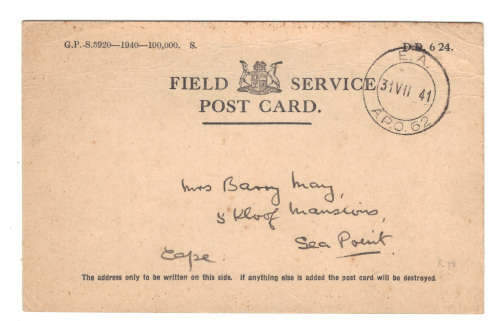 G.P.-S.5920—1940—100,000. S.
D.D. 624.
FIELD SERVICE
POST CARD.
E.A
31 VII 41
A.P.O. 62
Mrs Barry May,
5 Kloof Mansions,
Sea Point.
Cape
The address only to be written on this side. If anything else is added the post card will be destroyed.